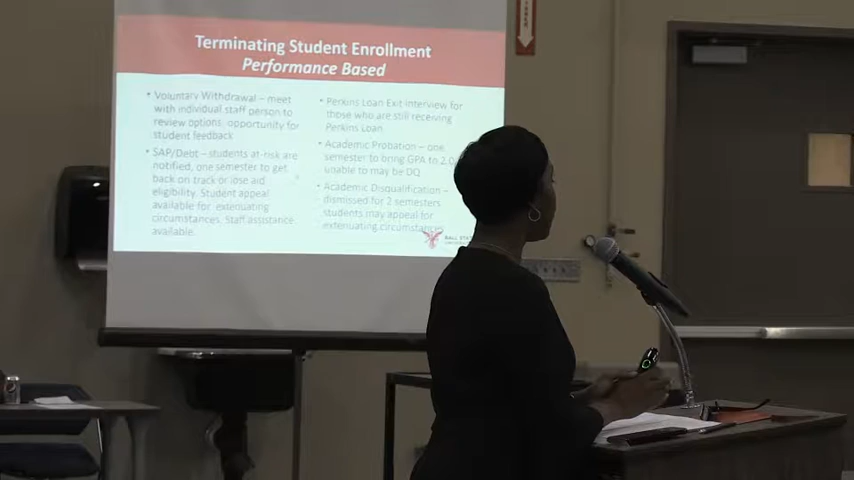 Terminating Student Enrollment
Performance Based
• Voluntary Withdrawal – meet
with individual staff person to
review options, opportunity for
student feedback
• SAP/Debt – students at-risk are
notified, one semester to get
back on track or lose aid
eligibility. Student appeal
available for extenuating
circumstances. Staff assistance
available.
• Perkins Loan Exit interview for
those who are still receiving
Perkins Loan
• Academic Probation – one
semester to bring GPA to 2.0,
unable to may be DQ
• Academic Disqualification –
dismissed for 2 semesters
students may appeal for
extenuating circumstances
BALL STATE